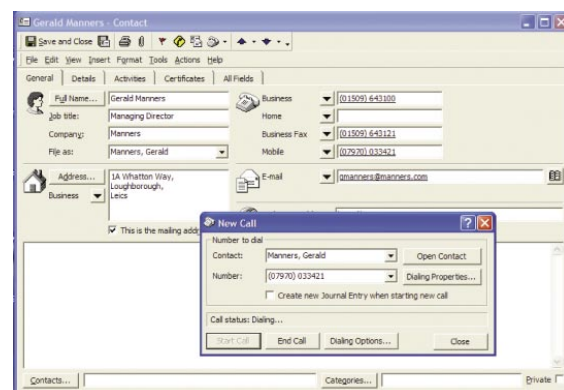 Gerald Manners - Contact
Save and Close
File Edit View Insert Format Tools Actions Help
General Details Activities Certificates All Fields
Full Name... Gerald Manners Business (01509) 643100
Job title: Managing Director Home
Company: Manners Business Fax (01509) 643121
File as: Manners, Gerald Mobile (07970) 033421
Address... 1A Whatton Way, E-mail gmanners@manners.com
Loughborough,
Business Leics
This is the mailing
New Call
Number to dial
Contact: Manners, Gerald Open Contact
Number: (07970) 033421 Dialing Properties...
Create new Journal Entry when starting new call
Call status: Dialing...
Start Call End Call Dialing Options... Close
Contacts... Categories... Private